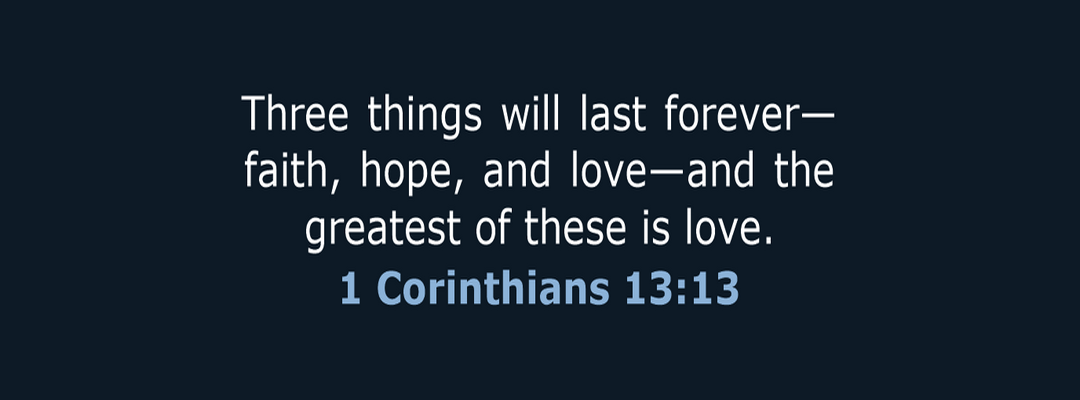 Three things will last forever—
faith, hope, and love—and the
greatest of these is love.
1 Corinthians 13:13